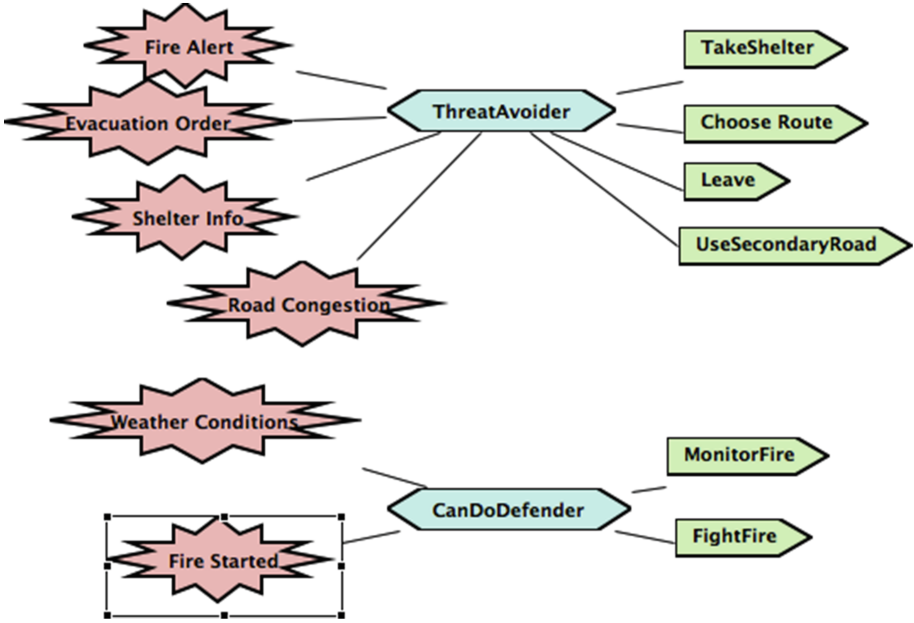 Fire Alert
Evacuation Order
Shelter Info
Road Congestion
ThreatAvoider
TakeShelter
Choose Route
Leave
UseSecondaryRoad
Weather Conditions
Fire Started
CanDoDefender
MonitorFire
FightFire